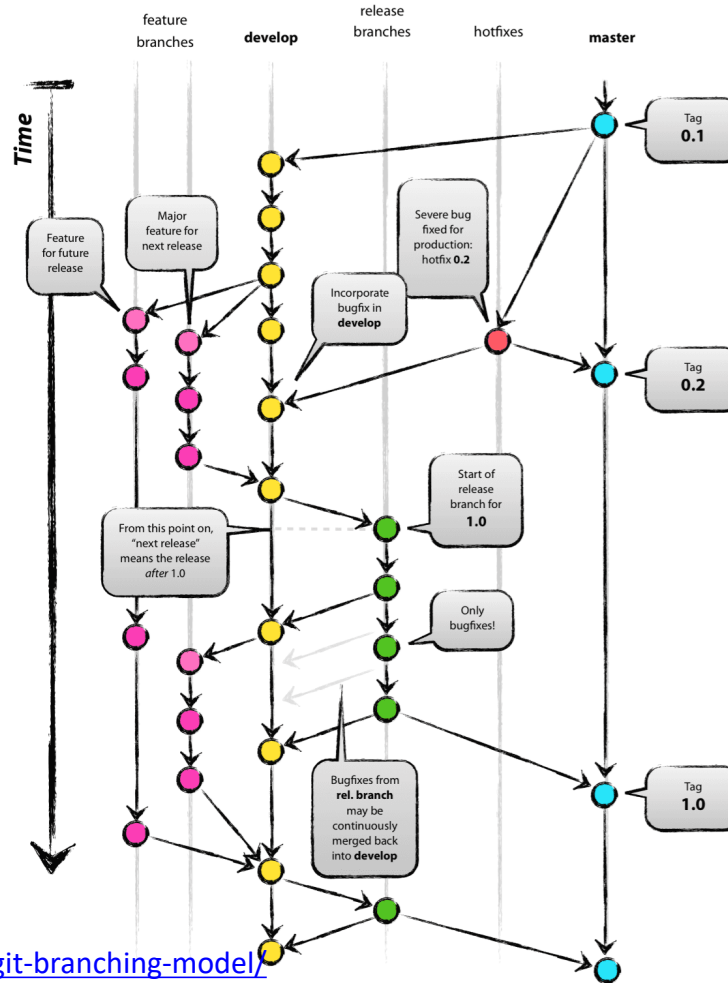 feature
branches
develop
release
branches
hotfixes
master
Time
Tag
0.1
Major
feature for
next release
Severe bug
fixed for
production:
hotfix 0.2
Feature
for future
release
Incorporate
bugfix in
develop
Tag
0.2
Start of
release
branch for
1.0
From this point on,
“next release”
means the release
after 1.0
Only
bugfixes!
Bugfixes from
rel. branch
may be
continuously
merged back
into develop
Tag
1.0
git-branching-model/